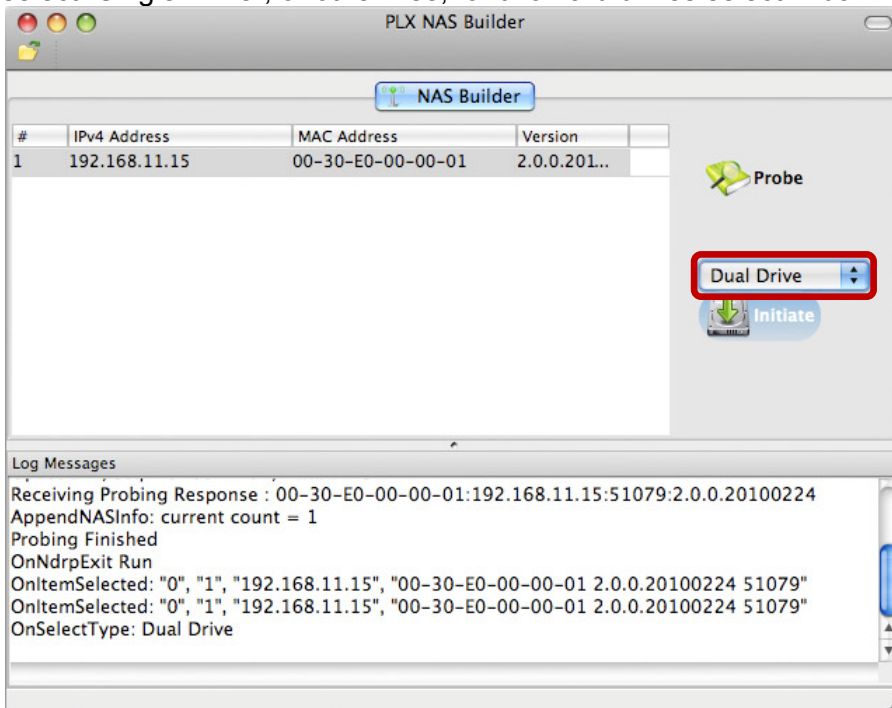 PLX NAS Builder
NAS Builder
# IPv4 Address MAC Address Version
1 192.168.11.15 00-30-E0-00-00-01 2.0.0.201...
Probe
Dual Drive
Initiate
Log Messages
Receiving Probing Response : 00-30-E0-00-00-01:192.168.11.15:51079:2.0.0.20100224
AppendNASInfo: current count = 1
Probing Finished
OnNdrpExit Run
OnItemSelected: "0", "1", "192.168.11.15", "00-30-E0-00-00-01 2.0.0.20100224 51079"
OnItemSelected: "0", "1", "192.168.11.15", "00-30-E0-00-00-01 2.0.0.20100224 51079"
OnSelectType: Dual Drive